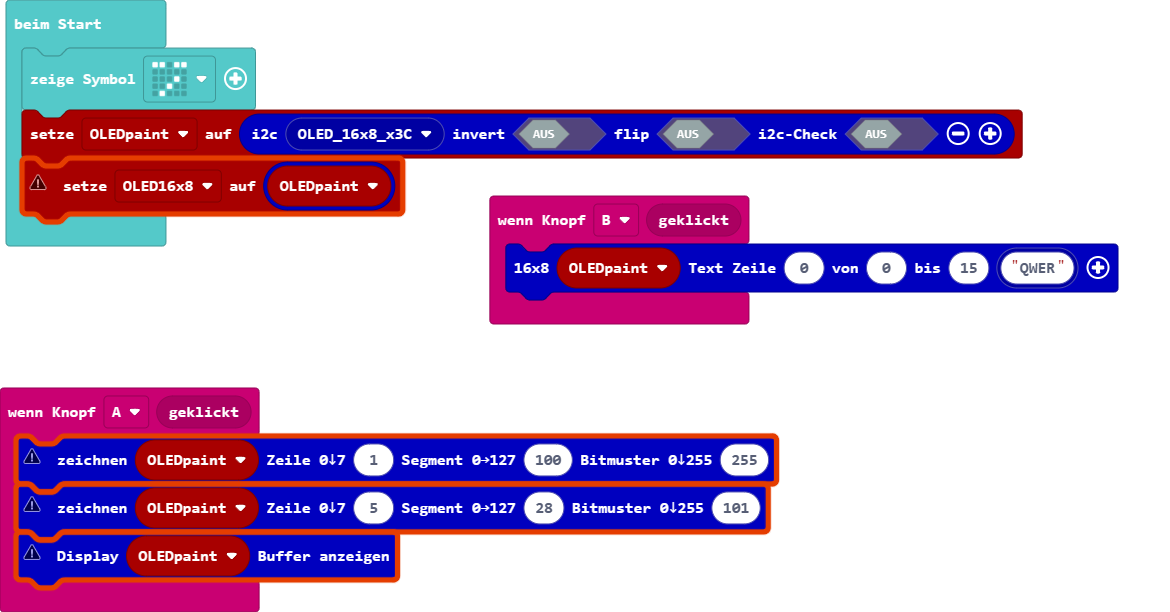 beim Start
zeige Symbol
setze OLEDpaint auf i2c OLED_16x8_x3C invert AUS flip AUS i2c-Check AUS
setze OLED16x8 auf OLEDpaint
wenn Knopf B geklickt
16x8 OLEDpaint Text Zeile 0 von 0 bis 15 "QWER"
wenn Knopf A geklickt
zeichnen OLEDpaint Zeile 0↓7 1 Segment 0→127 100 Bitmuster 0↓255 255
zeichnen OLEDpaint Zeile 0↓7 5 Segment 0→127 28 Bitmuster 0↓255 101
Display OLEDpaint Buffer anzeigen